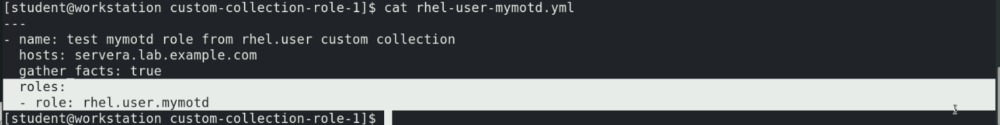 [student@workstation custom-collection-role-1]$ cat rhel-user-mymotd.yml
---
- name: test mymotd role from rhel.user custom collection
  hosts: servera.lab.example.com
  gather_facts: true
  roles:
  - role: rhel.user.mymotd
[student@workstation custom-collection-role-1]$